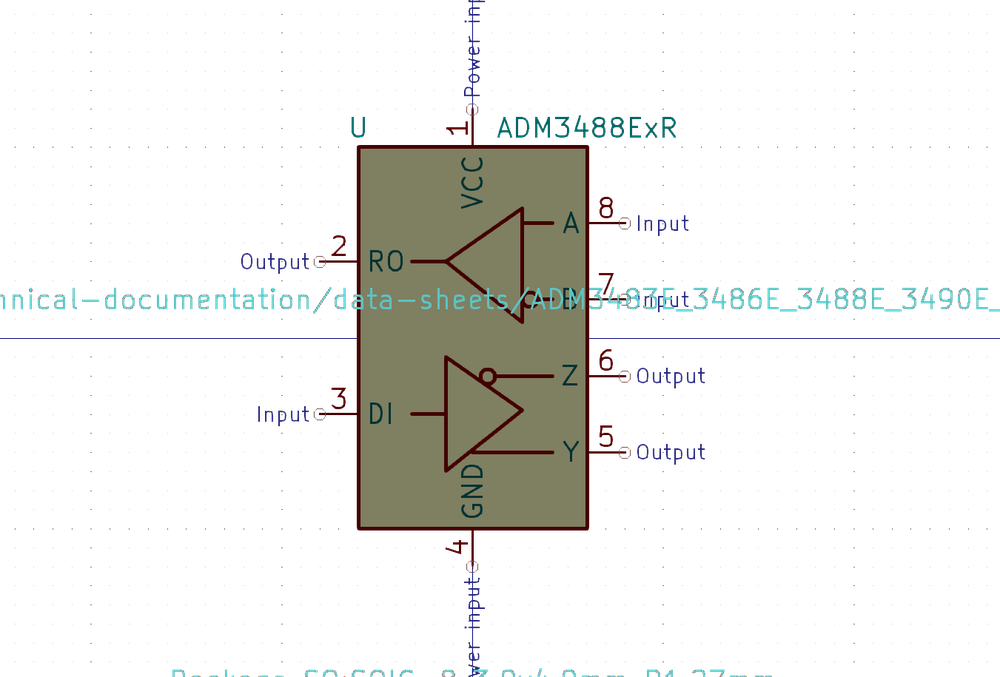 Power inp
U
ADM3488ExR
1
VCC
8
A
Input
Output
2
RO
7
B
Input
hnical-documentation/data-sheets/ADM3483E_3486E_3488E_3490E_
6
Z
Output
Input
3
DI
5
Y
Output
GND
4
wer input
Package_SO:SOIC-8_3.9x4.9mm_P1.27mm